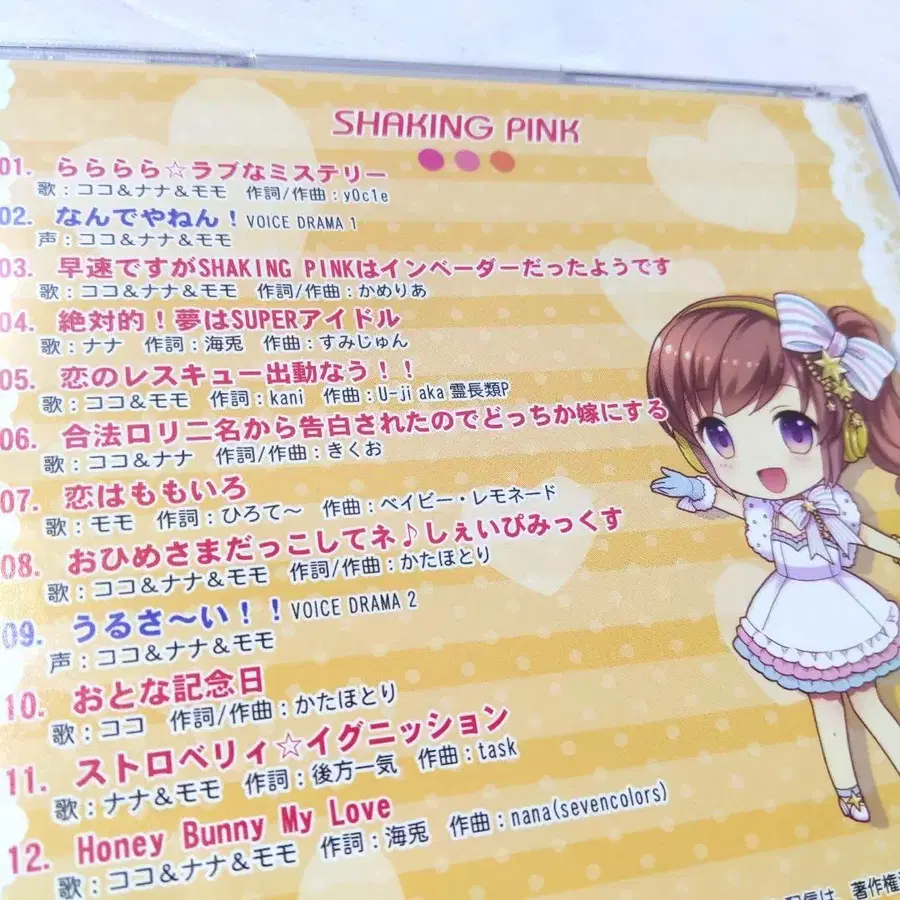 SHAKING PINK
01. らららら☆ラブなミステリー
歌：ココ＆ナナ＆モモ 作詞/作曲：y0c1e
02. なんでやねん！ VOICE DRAMA 1
声：ココ＆ナナ＆モモ
03. 早速ですがSHAKING PINKはインベーダーだったようです
歌：ココ＆ナナ＆モモ 作詞/作曲：かめりあ
04. 絶対的！夢はSUPERアイドル
歌：ナナ 作詞：海兎 作曲：すみじゅん
05. 恋のレスキュー出動なう！！
歌：ココ＆モモ 作詞：kani 作曲：U-ji aka 霊長類P
06. 合法ロリ二名から告白されたのでどっちか嫁にする
歌：ココ＆ナナ 作詞/作曲：きくお
07. 恋はももいろ
歌：モモ 作詞：ひろて～ 作曲：ベイビー・レモネード
08. おひめさまだっこしてネ♪しぇいぴみっくす
歌：ココ＆ナナ＆モモ 作詞/作曲：かたほとり
09. うるさ～い！！ VOICE DRAMA 2
声：ココ＆ナナ＆モモ
10. おとな記念日
歌：ココ 作詞/作曲：かたほとり
11. ストロベリィ☆イグニッション
歌：ナナ＆モモ 作詞：後方一気 作曲：task
12. Honey Bunny My Love
歌：ココ＆ナナ＆モモ 作詞：海兎 作曲：nana(sevencolors)
配信は、著作権